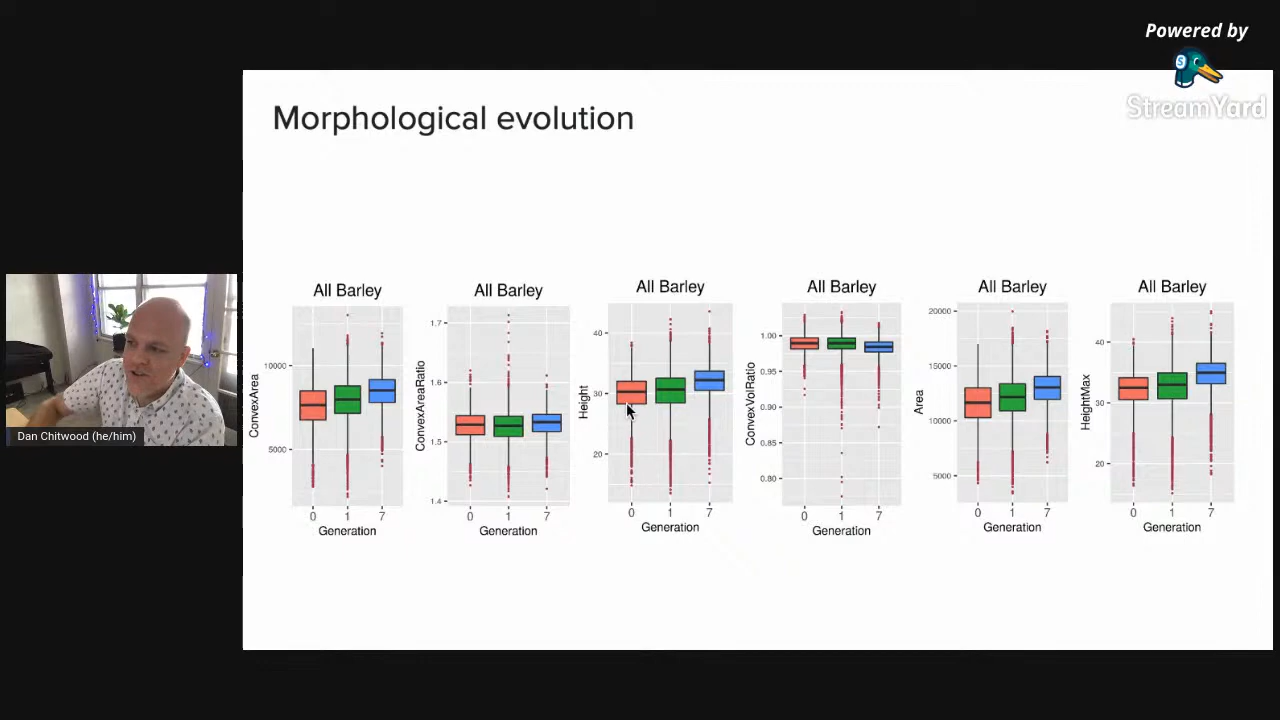 Powered by
StreamYard
Morphological evolution
All Barley
ConvexArea
10000
5000
0 1 7
Generation
All Barley
ConvexAreaRatio
1.7
1.6
1.5
1.4
0 1 7
Generation
All Barley
Height
40
30
20
0 1 7
Generation
All Barley
ConvexVolRatio
1.00
0.95
0.90
0.85
0.80
0 1 7
Generation
All Barley
Area
20000
15000
10000
5000
0 1 7
Generation
All Barley
HeightMax
40
30
20
0 1 7
Generation
Dan Chitwood (he/him)